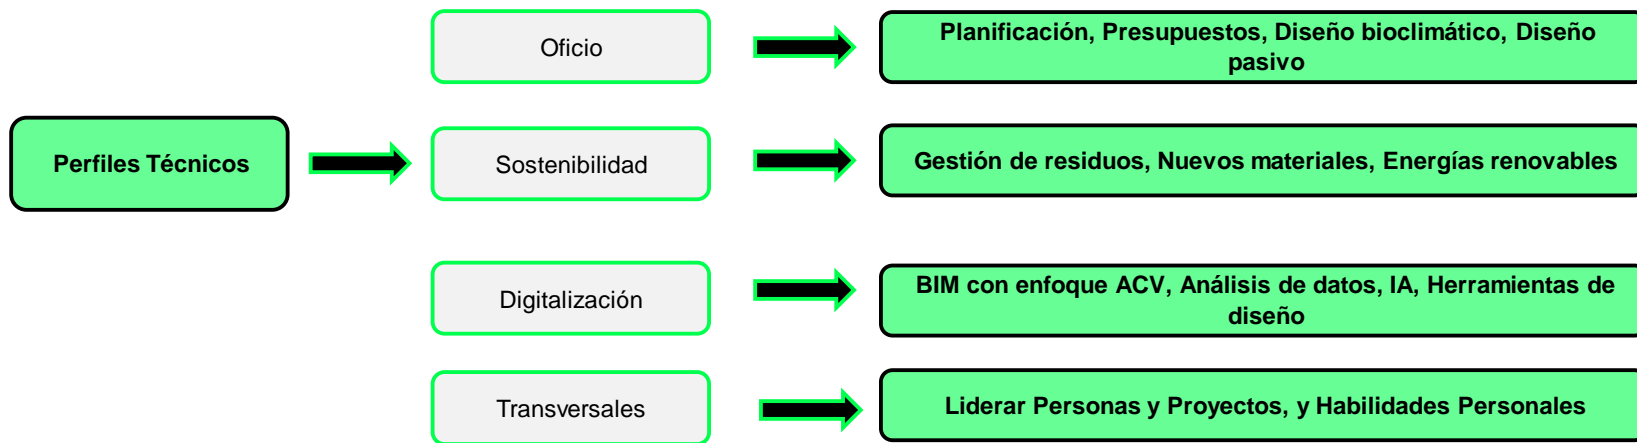 Oficio
Planificación, Presupuestos, Diseño bioclimático, Diseño
pasivo
Perfiles Técnicos
Sostenibilidad
Gestión de residuos, Nuevos materiales, Energías renovables
Digitalización
BIM con enfoque ACV, Análisis de datos, IA, Herramientas de
diseño
Transversales
Liderar Personas y Proyectos, y Habilidades Personales